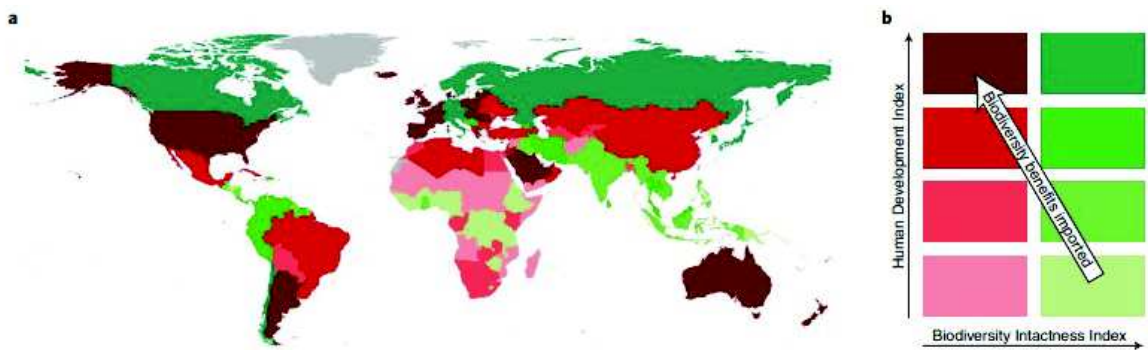 a
b
Human Development Index
Biodiversity benefits imported
Biodiversity Intactness Index